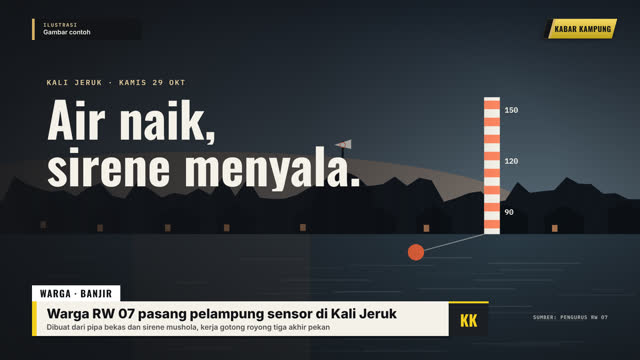 ILUSTRASI
Gambar contoh
KABAR KAMPUNG
KALI JERUK · KAMIS 29 OKT
Air naik,
sirene menyala.
150
120
90
WARGA · BANJIR
Warga RW 07 pasang pelampung sensor di Kali Jeruk
Dibuat dari pipa bekas dan sirene mushola, kerja gotong royong tiga akhir pekan
KK
SUMBER: PENGURUS RW 07